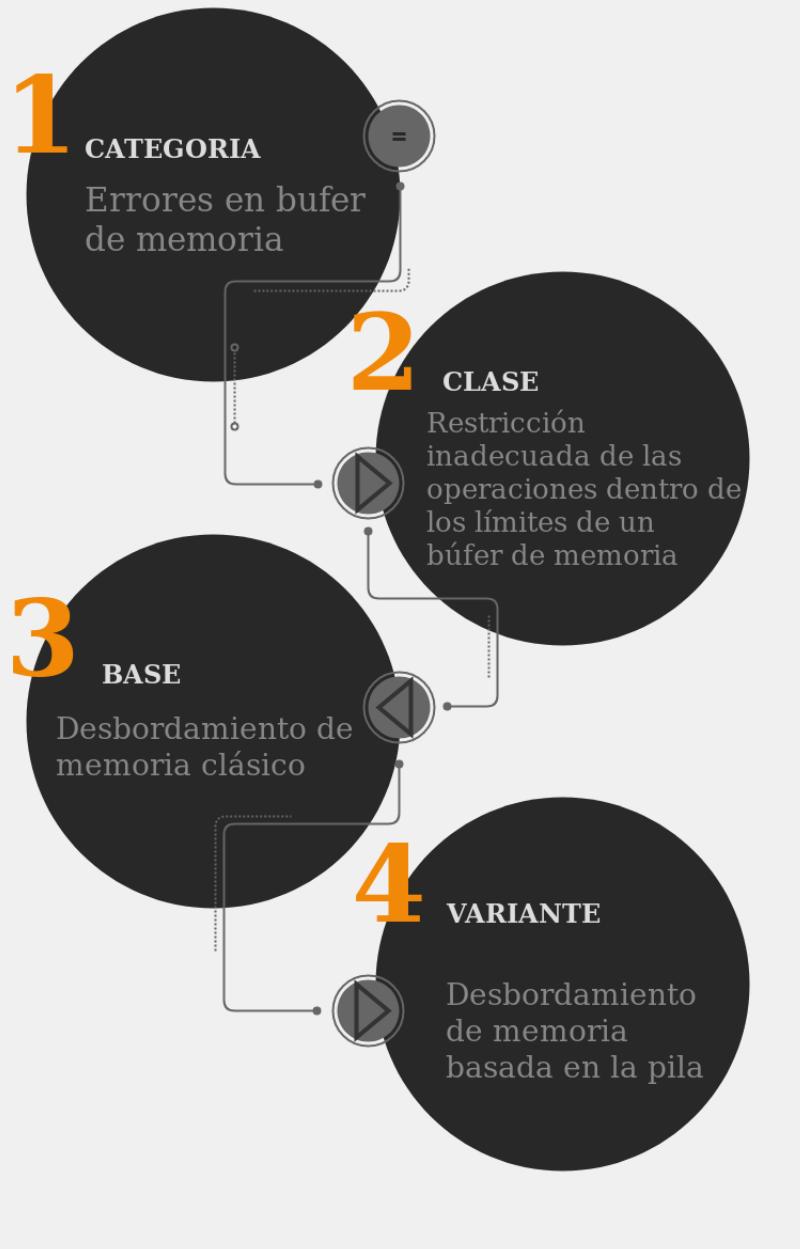 1
CATEGORIA
Errores en bufer
de memoria
=
2
CLASE
Restricción
inadecuada de las
operaciones dentro de
los límites de un
búfer de memoria
3
BASE
Desbordamiento de
memoria clásico
4
VARIANTE
Desbordamiento
de memoria
basada en la pila